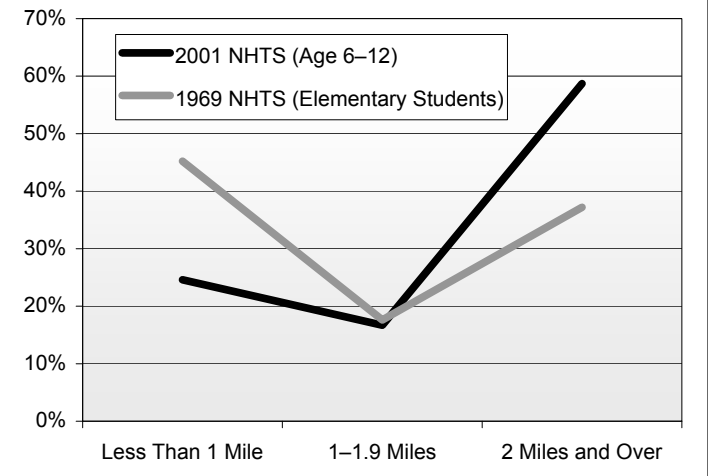 70%
60%
50%
40%
30%
20%
10%
0%
2001 NHTS (Age 6–12)
1969 NHTS (Elementary Students)
Less Than 1 Mile
1–1.9 Miles
2 Miles and Over